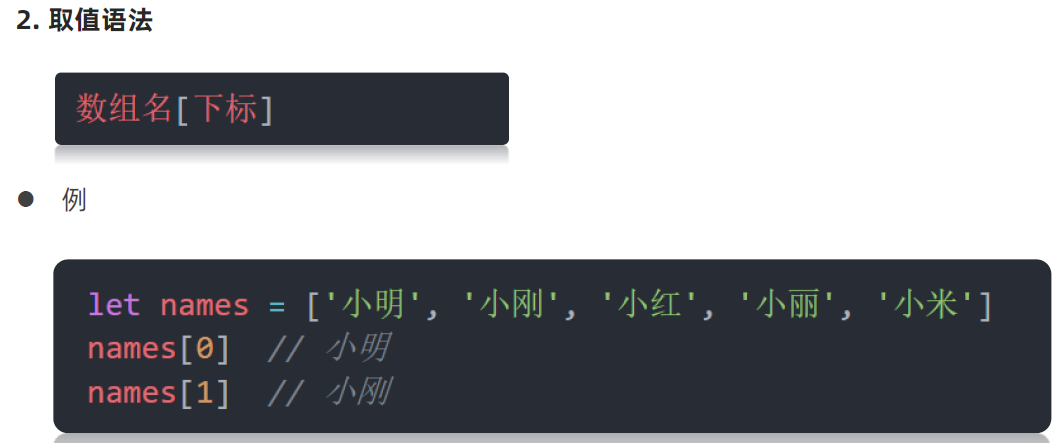 2. 取值语法
数组名[下标]
● 例
let names = ['小明', '小刚', '小红', '小丽', '小米']
names[0]  // 小明
names[1]  // 小刚